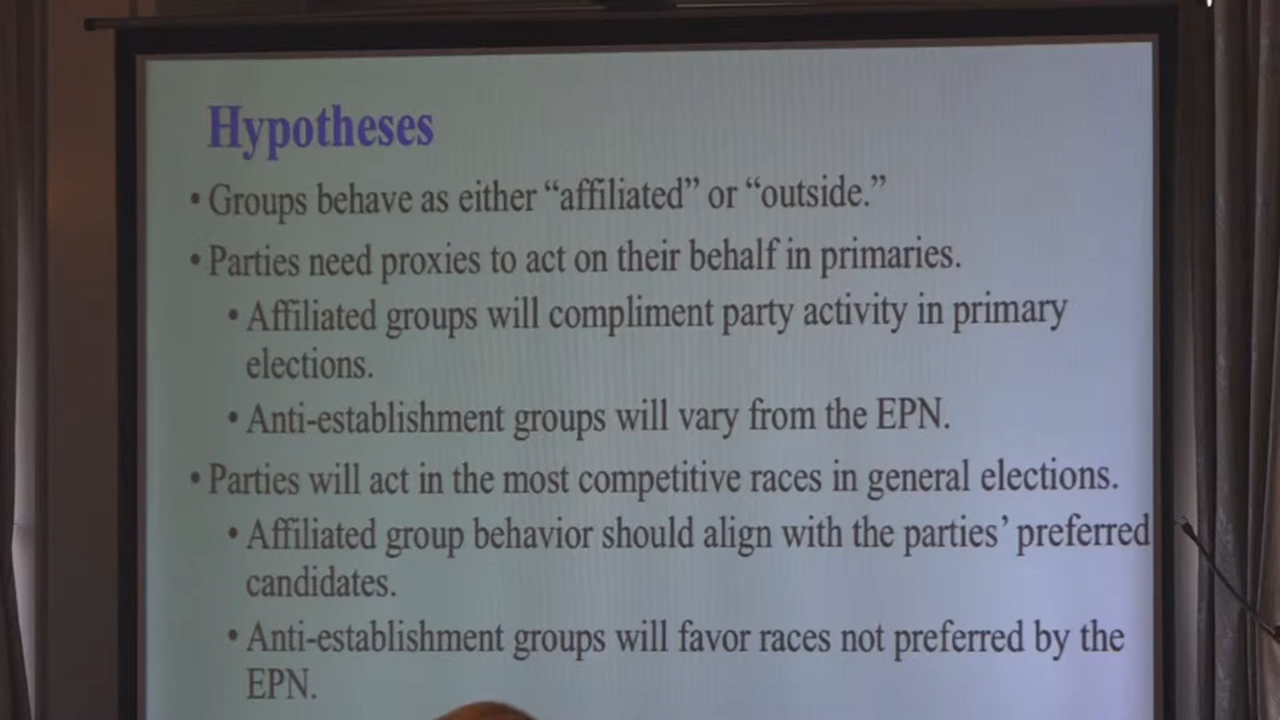 Hypotheses
• Groups behave as either “affiliated” or “outside.”
• Parties need proxies to act on their behalf in primaries.
• Affiliated groups will compliment party activity in primary
elections.
• Anti-establishment groups will vary from the EPN.
• Parties will act in the most competitive races in general elections.
• Affiliated group behavior should align with the parties’ preferred
candidates.
• Anti-establishment groups will favor races not preferred by the
EPN.